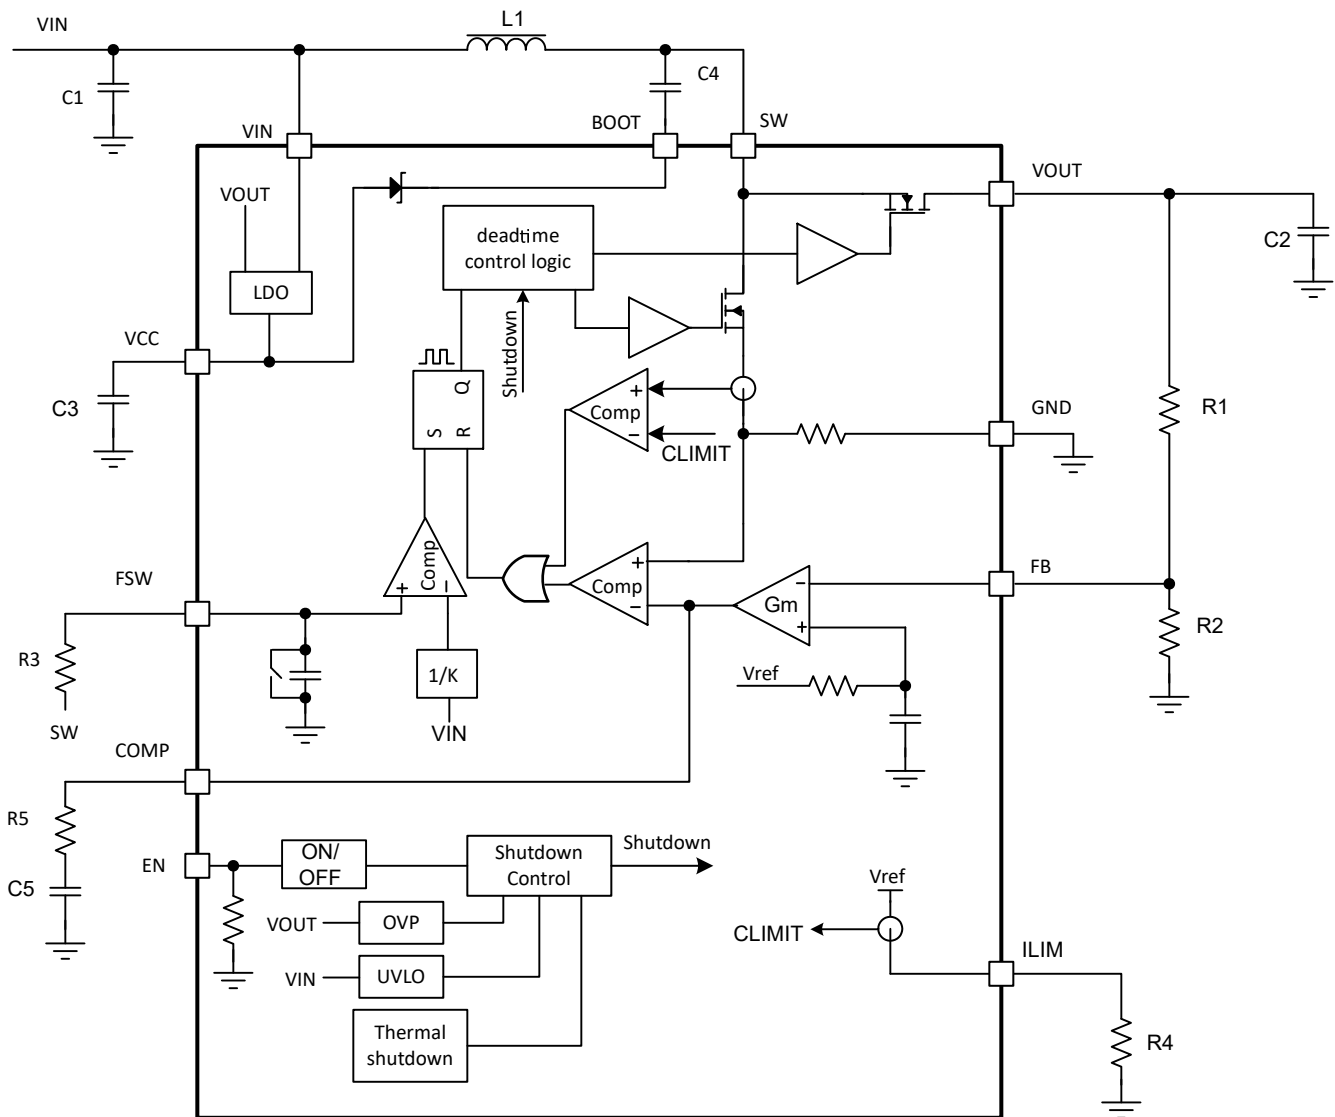 VIN
L1
C1
C4
VIN
BOOT
SW
VOUT
VOUT
deadtime
control logic
C2
LDO
VCC
Shutdown
C3
Q
S
R
+
Comp
−
CLIMIT
GND
R1
FSW
Comp
+
−
+
Comp
−
−
Gm
+
FB
R2
R3
SW
1/K
VIN
Vref
COMP
R5
C5
EN
ON/
OFF
Shutdown
Control
Shutdown
VOUT
OVP
VIN
UVLO
Thermal
shutdown
Vref
CLIMIT
ILIM
R4